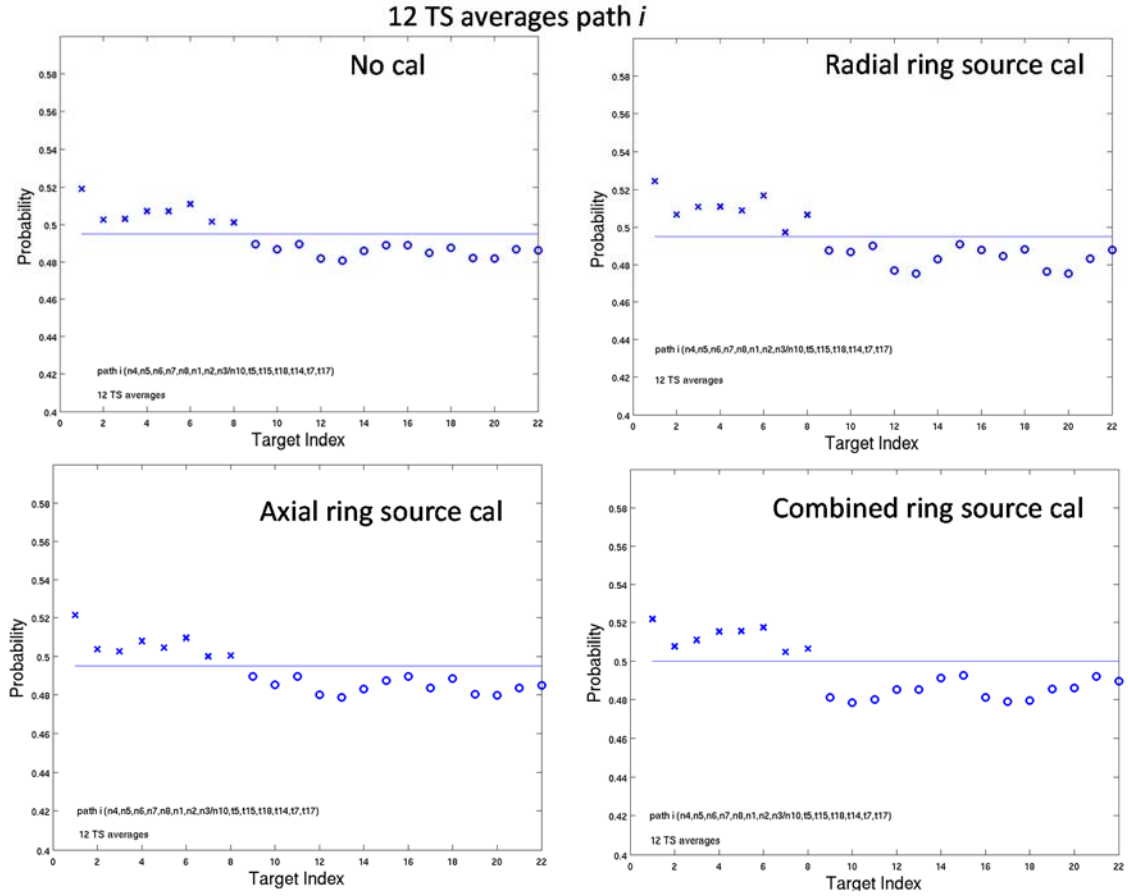 12 TS averages path i
No cal
Probability
0.58
0.56
0.54
0.52
0.5
0.48
0.46
0.44
0.42
0.4
path i (n4,n5,n6,n7,n8,n1,n2,n3/n10,t5,t15,t18,t14,t7,t17)
12 TS averages
0 2 4 6 8 10 12 14 16 18 20 22
Target Index
Radial ring source cal
Probability
0.58
0.56
0.54
0.52
0.5
0.48
0.46
0.44
0.42
0.4
path i (n4,n5,n6,n7,n8,n1,n2,n3/n10,t5,t15,t18,t14,t7,t17)
12 TS averages
0 2 4 6 8 10 12 14 16 18 20 22
Target Index
Axial ring source cal
Probability
0.58
0.56
0.54
0.52
0.5
0.48
0.46
0.44
0.42
0.4
path i (n4,n5,n6,n7,n8,n1,n2,n3/n10,t5,t15,t18,t14,t7,t17)
12 TS averages
0 2 4 6 8 10 12 14 16 18 20 22
Target Index
Combined ring source cal
Probability
0.58
0.56
0.54
0.52
0.5
0.48
0.46
0.44
0.42
0.4
path i (n4,n5,n6,n7,n8,n1,n2,n3/n10,t5,t15,t18,t14,t7,t17)
12 TS averages
0 2 4 6 8 10 12 14 16 18 20 22
Target Index